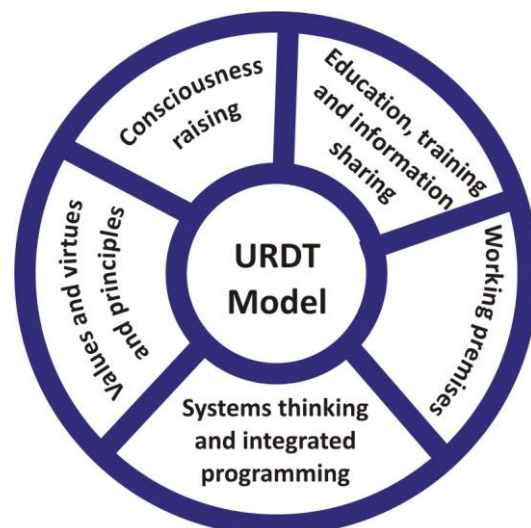 Consciousness
raising
Education, training
and information
sharing
URDT
Model
Values and virtues
and principles
Working premises
Systems thinking
and integrated
programming